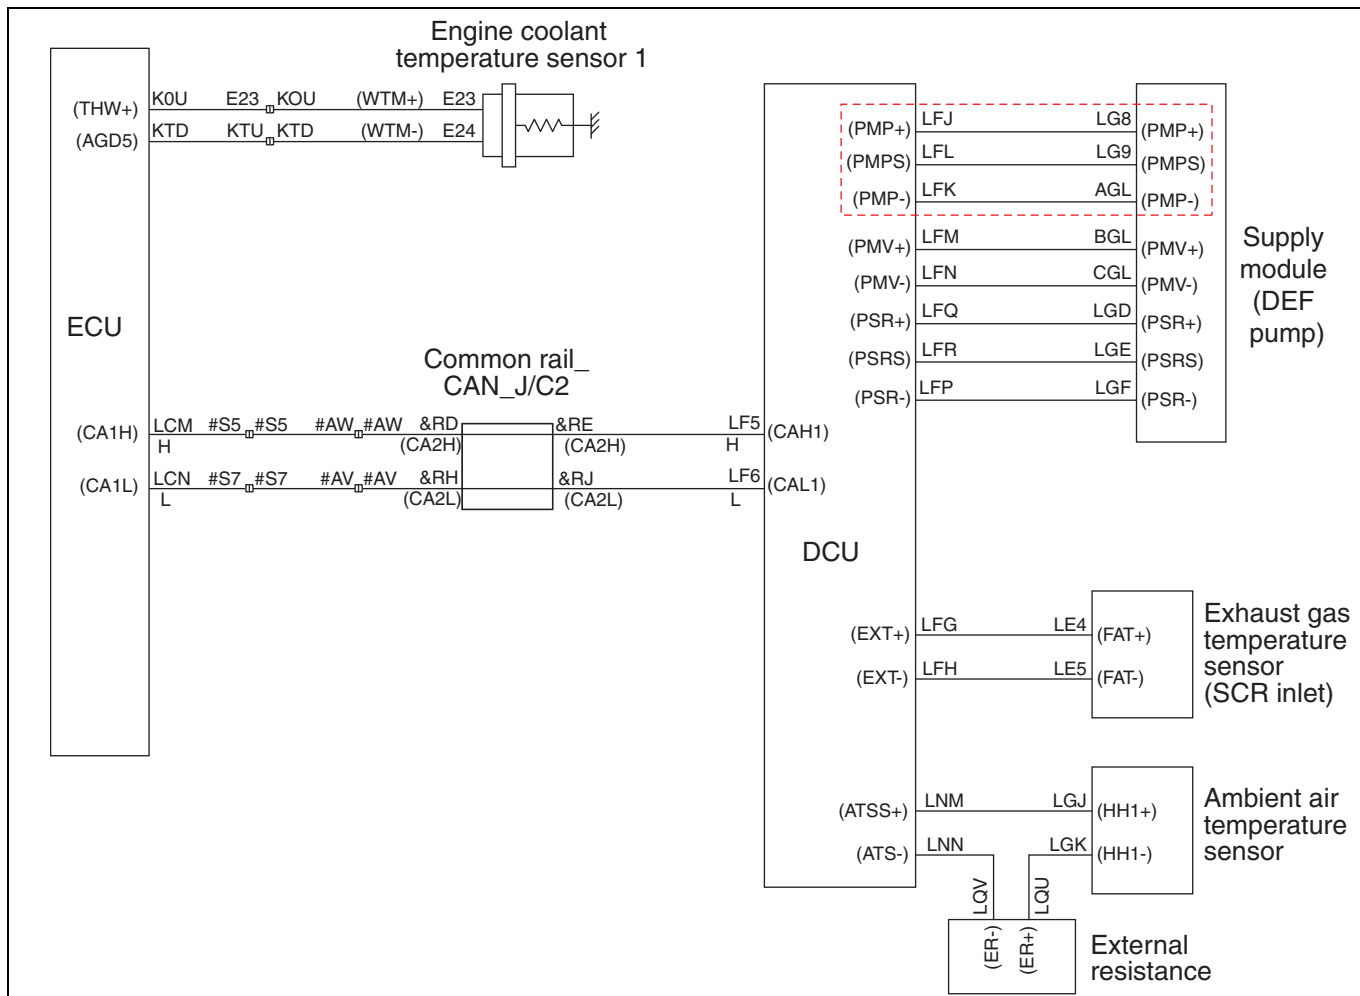 Engine coolant
temperature sensor 1
(THW+) K0U E23 KOU (WTM+) E23
(AGD5) KTD KTU KTD (WTM-) E24
ECU
Common rail_
CAN_J/C2
(CA1H) LCM #S5 #S5 #AW #AW &RD &RE LF5 (CAH1)
H (CA2H) (CA2H) H
(CA1L) LCN #S7 #S7 #AV #AV &RH &RJ LF6 (CAL1)
L (CA2L) (CA2L) L
DCU
(PMP+) LFJ LG8 (PMP+)
(PMPS) LFL LG9 (PMPS)
(PMP-) LFK AGL (PMP-)
(PMV+) LFM BGL (PMV+)
(PMV-) LFN CGL (PMV-)
(PSR+) LFQ LGD (PSR+)
(PSRS) LFR LGE (PSRS)
(PSR-) LFP LGF (PSR-)
Supply
module
(DEF
pump)
(EXT+) LFG LE4 (FAT+)
(EXT-) LFH LE5 (FAT-)
Exhaust gas
temperature
sensor
(SCR inlet)
(ATSS+) LNM LGJ (HH1+)
(ATS-) LNN LGK (HH1-)
Ambient air
temperature
sensor
LQV LQU
(ER-) (ER+)
External
resistance